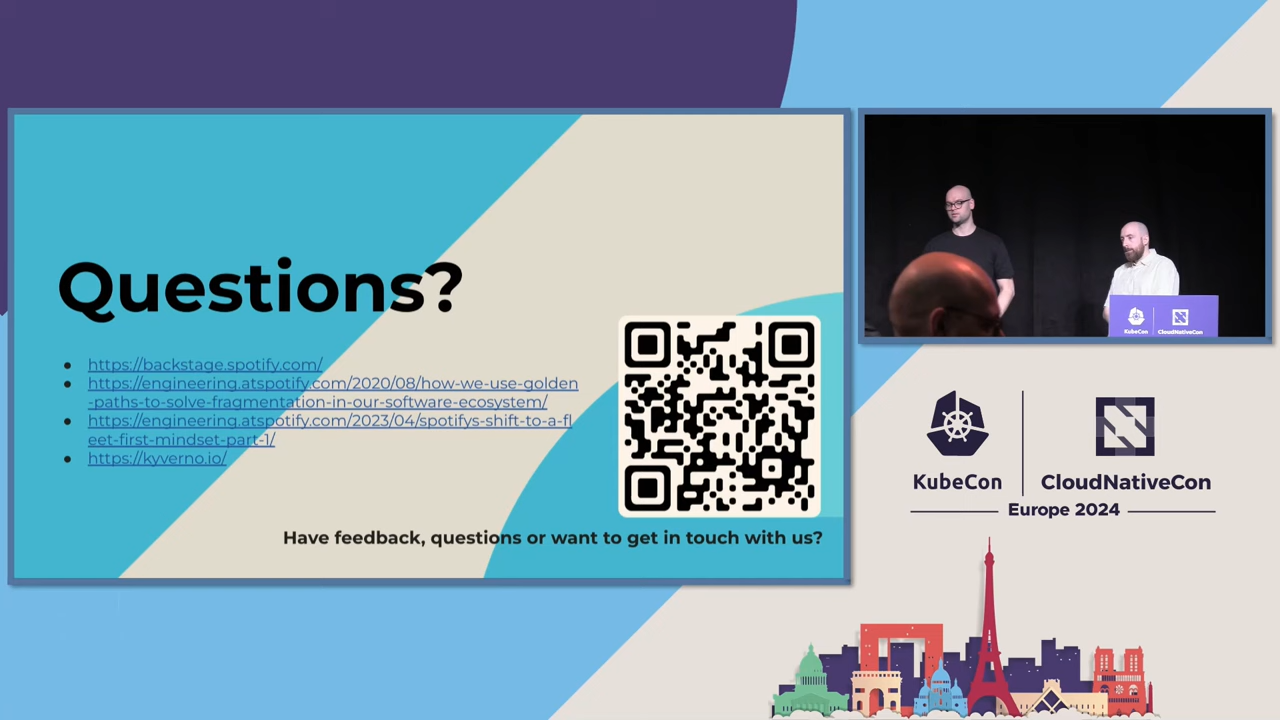 Questions?
https://backstage.spotify.com/
https://engineering.atspotify.com/2020/08/how-we-use-golden
-paths-to-solve-fragmentation-in-our-software-ecosystem/
https://engineering.atspotify.com/2023/04/spotifys-shift-to-a-fl
eet-first-mindset-part-1/
https://kyverno.io/
Have feedback, questions or want to get in touch with us?
KubeCon
CloudNativeCon
KubeCon
CloudNativeCon
Europe 2024